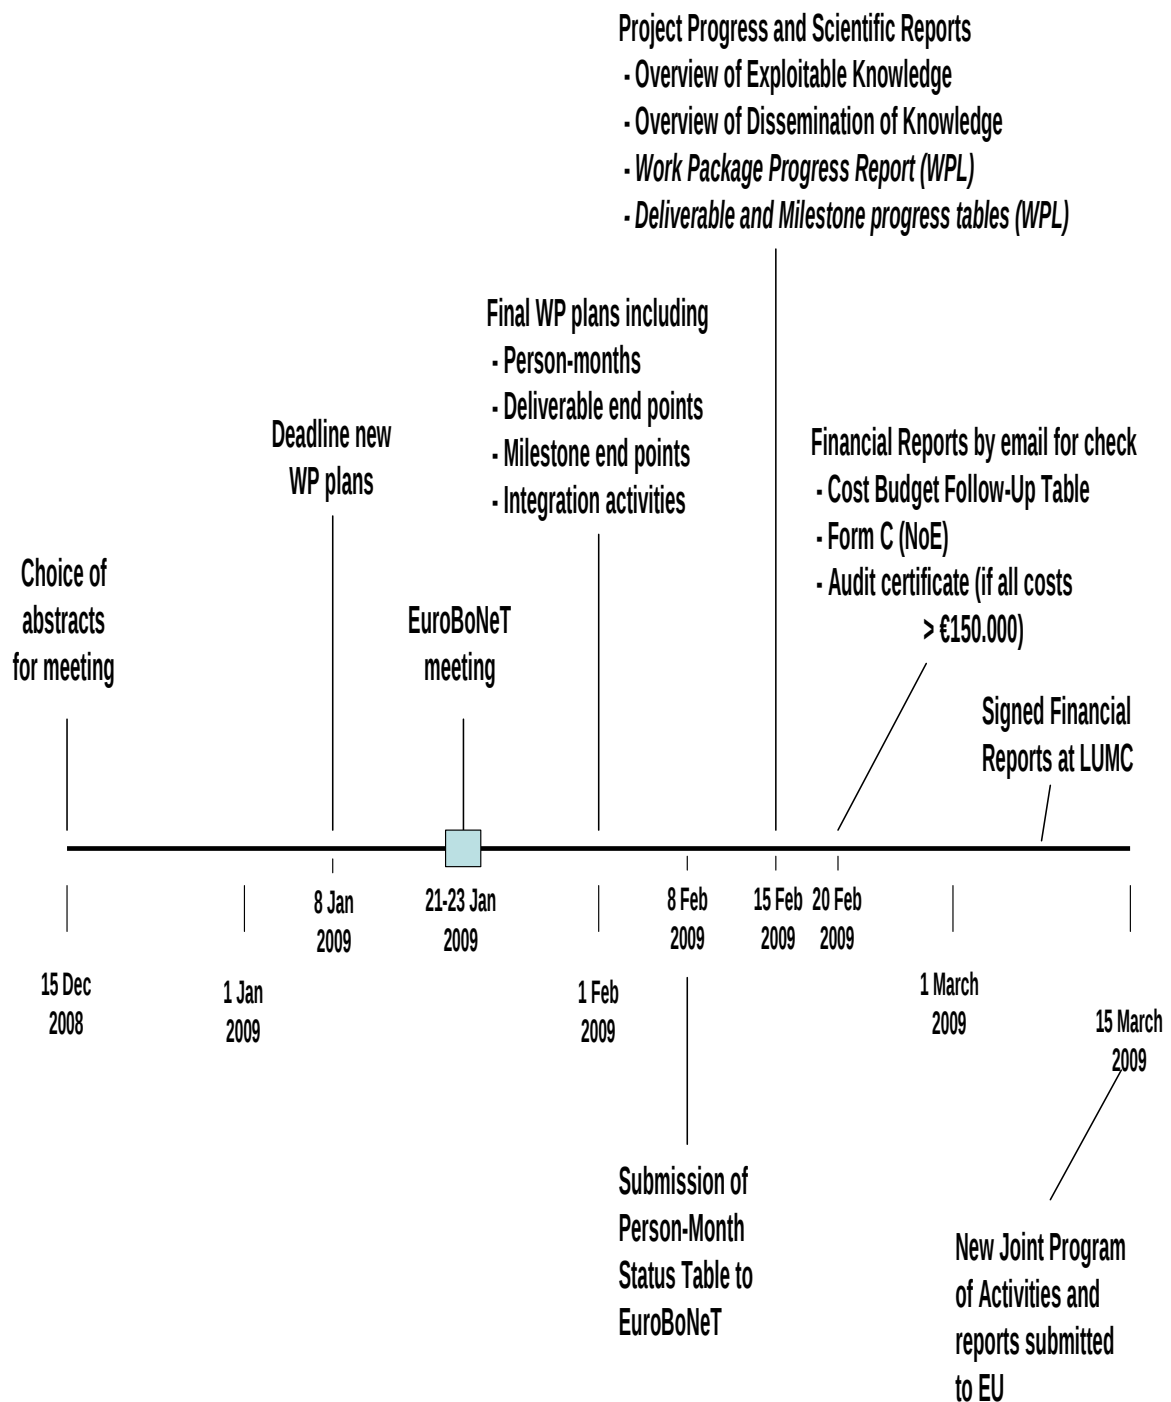 Project Progress and Scientific Reports
- Overview of Exploitable Knowledge
- Overview of Dissemination of Knowledge
- Work Package Progress Report (WPL)
- Deliverable and Milestone progress tables (WPL)
Final WP plans including
- Person-months
- Deliverable end points
- Milestone end points
- Integration activities
Deadline new
WP plans
Financial Reports by email for check
- Cost Budget Follow-Up Table
- Form C (NoE)
- Audit certificate (if all costs
> €150.000)
Choice of
abstracts
for meeting
EuroBoNeT
meeting
Signed Financial
Reports at LUMC
15 Dec
2008
1 Jan
2009
8 Jan
2009
21-23 Jan
2009
1 Feb
2009
8 Feb
2009
15 Feb
2009
20 Feb
2009
1 March
2009
15 March
2009
Submission of
Person-Month
Status Table to
EuroBoNeT
New Joint Program
of Activities and
reports submitted
to EU